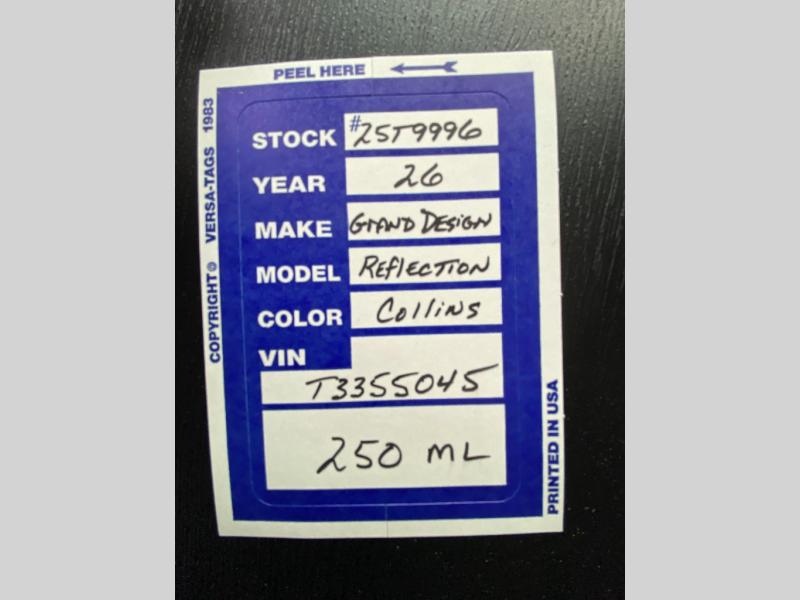 PEEL HERE
COPYRIGHT© VERSA-TAGS 1983
STOCK #25T9996
YEAR 26
MAKE GRAND DESIGN
MODEL REFLECTION
COLOR Collins
VIN
T3355045
250 ML
PRINTED IN USA